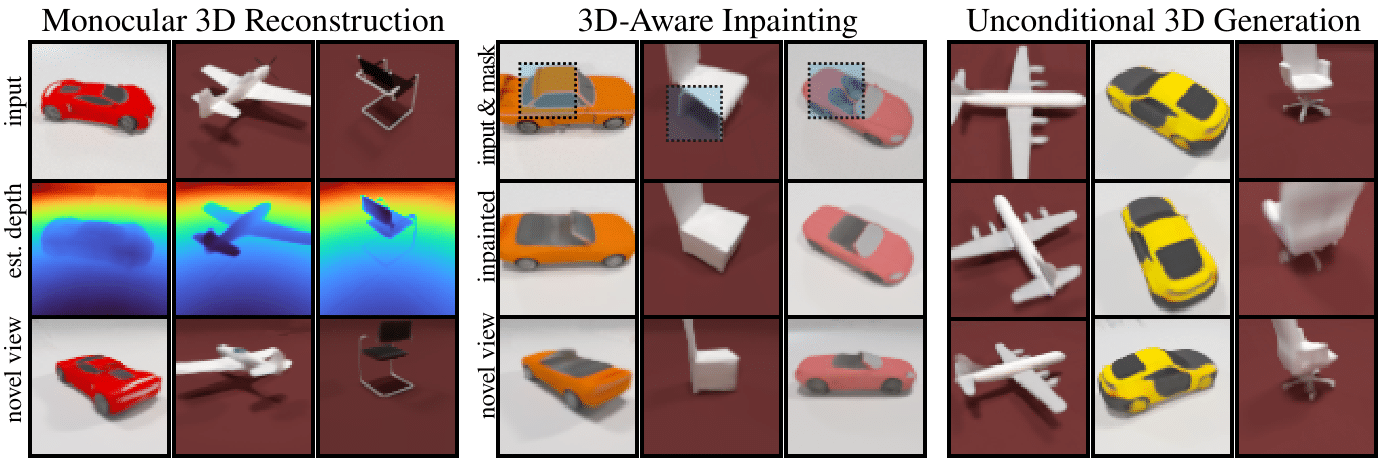 Monocular 3D Reconstruction
3D-Aware Inpainting
Unconditional 3D Generation
input
est. depth
novel view
input & mask
inpainted
novel view